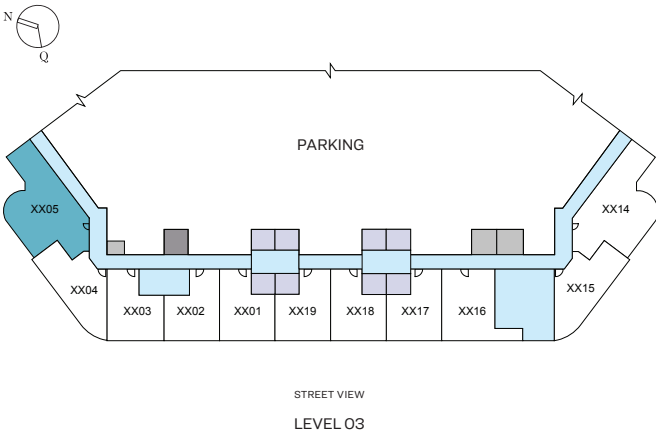 N
Q
PARKING
XX05
XX14
XX04
XX15
XX03
XX02
XX01
XX19
XX18
XX17
XX16
STREET VIEW
LEVEL 03